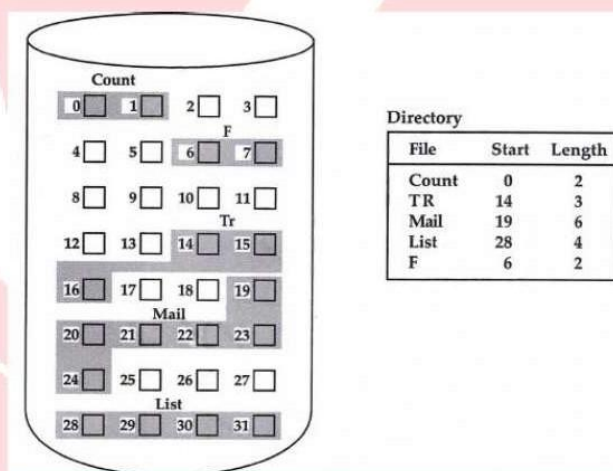 Count
0 1 2 3
F
4 5 6 7
8 9 10 11
Tr
12 13 14 15
16 17 18 19
Mail
20 21 22 23
24 25 26 27
List
28 29 30 31
Directory
File Start Length
Count 0 2
TR 14 3
Mail 19 6
List 28 4
F 6 2